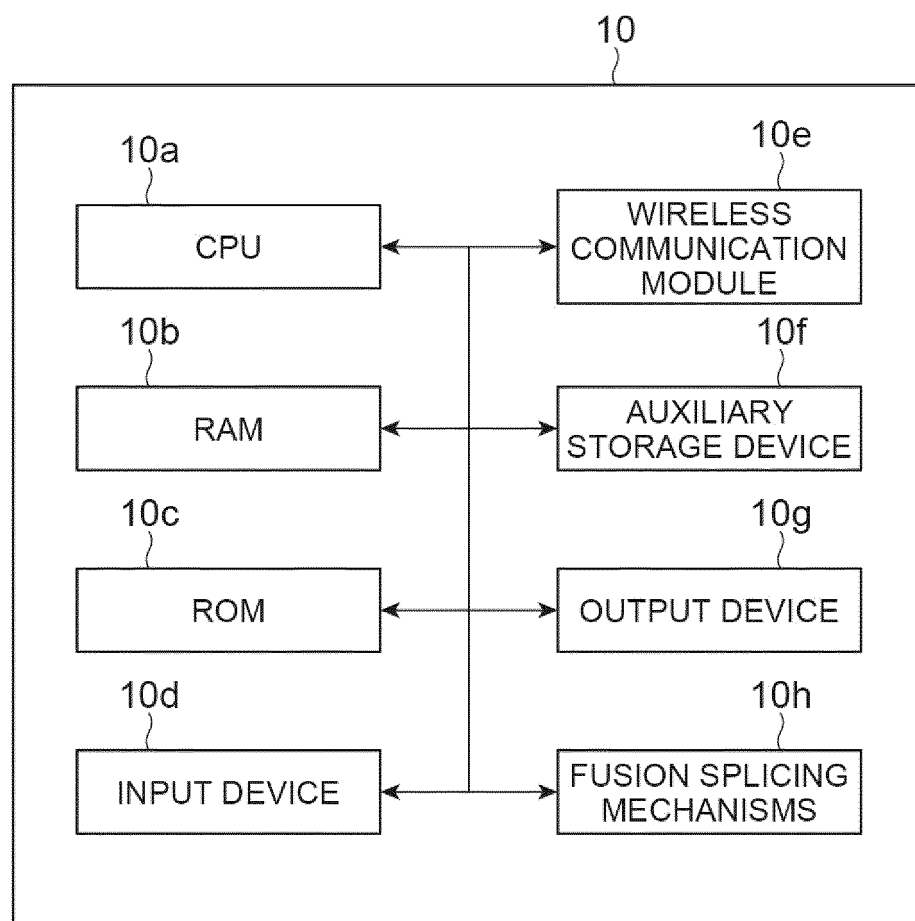 10
10a
CPU
10e
WIRELESS
COMMUNICATION
MODULE
10b
RAM
10f
AUXILIARY
STORAGE DEVICE
10c
ROM
10g
OUTPUT DEVICE
10d
INPUT DEVICE
10h
FUSION SPLICING
MECHANISMS